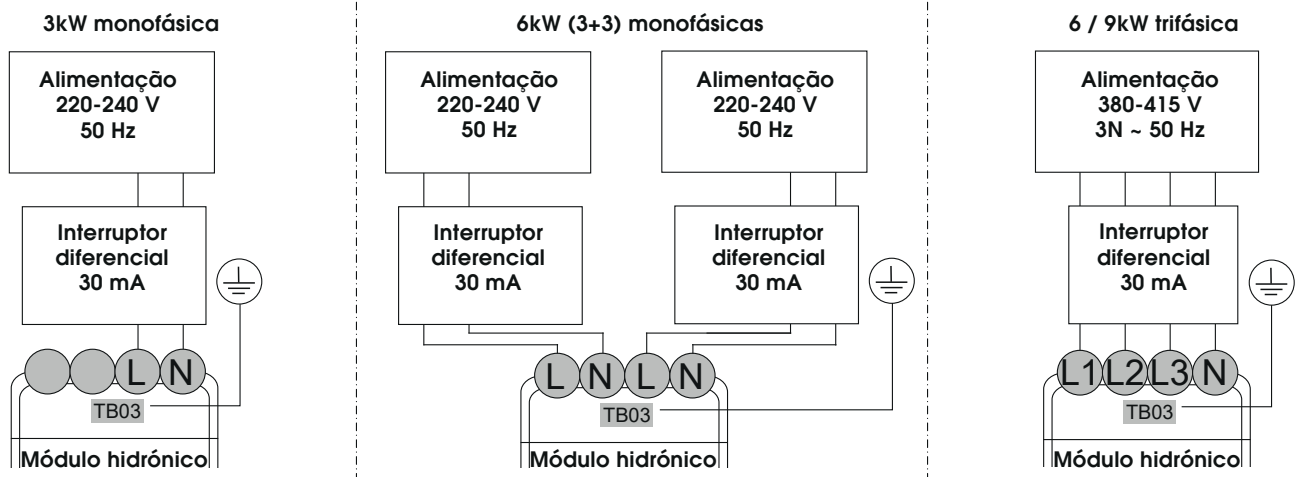 3kW monofásica
Alimentação
220-240 V
50 Hz
Interruptor
diferencial
30 mA
L N
TB03
Módulo hidrónico
6kW (3+3) monofásicas
Alimentação
220-240 V
50 Hz
Alimentação
220-240 V
50 Hz
Interruptor
diferencial
30 mA
Interruptor
diferencial
30 mA
L N L N
TB03
Módulo hidrónico
6 / 9kW trifásica
Alimentação
380-415 V
3N ~ 50 Hz
Interruptor
diferencial
30 mA
L1 L2 L3 N
TB03
Módulo hidrónico